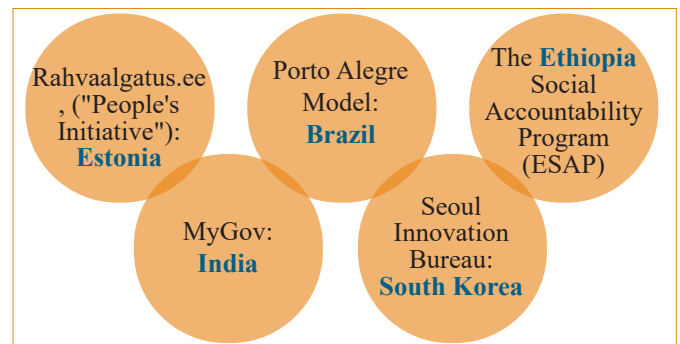 Rahvaalgatus.ee
, ("People's
Initiative"):
Estonia
Porto Alegre
Model:
Brazil
The Ethiopia
Social
Accountability
Program
(ESAP)
MyGov:
India
Seoul
Innovation
Bureau:
South Korea